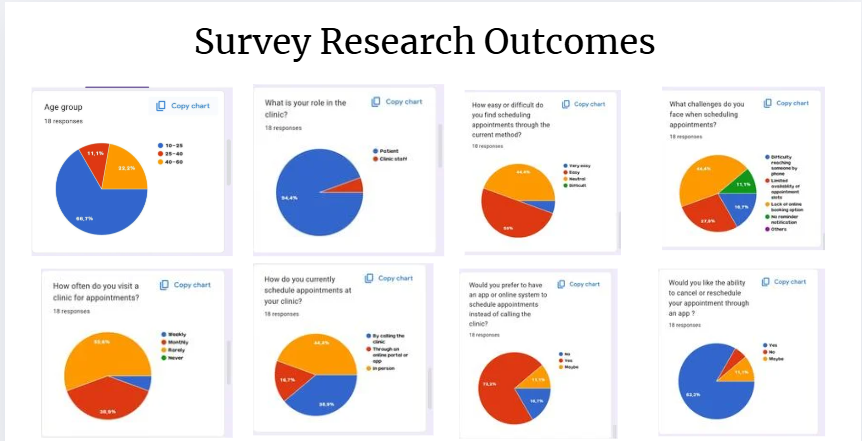 Survey Research Outcomes
Age group
Copy chart
18 responses
10-25
25-40
40-60
11,1%
22,2%
66,7%
What is your role in the
clinic?
Copy chart
18 responses
Patient
Clinic staff
94,4%
How easy or difficult do
you find scheduling
appointments through the
current method?
Copy chart
18 responses
Very easy
Easy
Neutral
Difficult
44,4%
50%
What challenges do you
face when scheduling
appointments?
Copy chart
18 responses
Difficulty
reaching
someone by
phone
Limited
availability of
appointment
slots
Lack of online
booking option
No reminder
notification
Others
11,1%
16,7%
How often do you visit a
clinic for appointments?
Copy chart
18 responses
Weekly
Monthly
Rarely
Never
How do you currently
schedule appointments at
your clinic?
Copy chart
18 responses
By calling the
clinic
Through an
online portal or
app
In person
44,4%
16,7%
38,9%
Would you prefer to have
an app or online system to
schedule appointments
instead of calling the
clinic?
Copy chart
18 responses
No
Yes
Maybe
72,2%
11,1%
16,7%
Would you like the ability
to cancel or reschedule
your appointment through
an app ?
Copy chart
18 responses
Yes
No
Maybe
11,1%